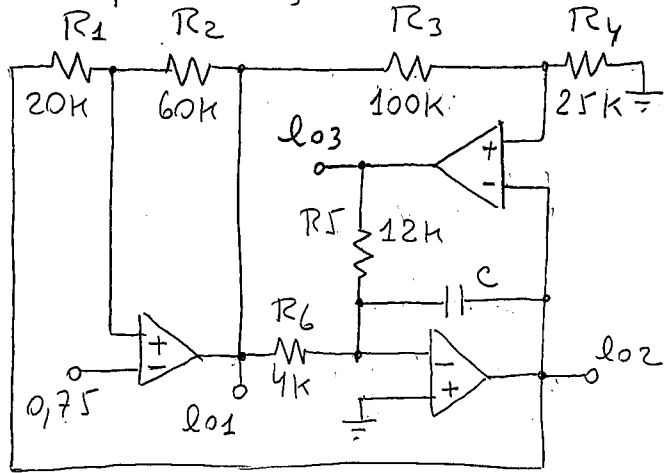 R1 R2 R3 R4
20K 60K 100K 25K
lo3
+
-
R5 12K
C
R6
+
-
4K
-
+
lo2
0,75
lo1